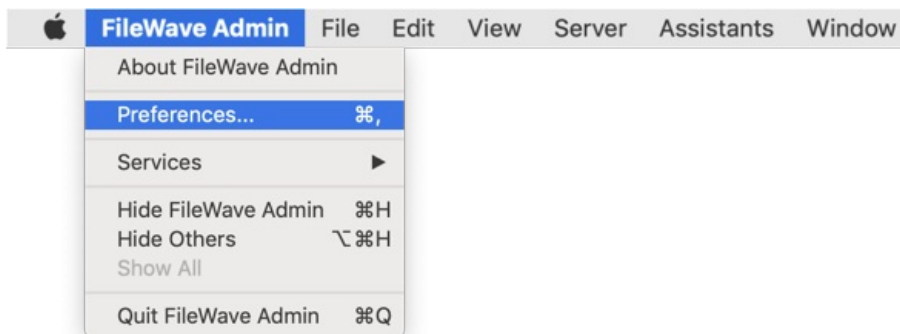 FileWave Admin File Edit View Server Assistants Window
About FileWave Admin
Preferences... ⌘,
Services ▶
Hide FileWave Admin ⌘H
Hide Others ⌥⌘H
Show All
Quit FileWave Admin ⌘Q